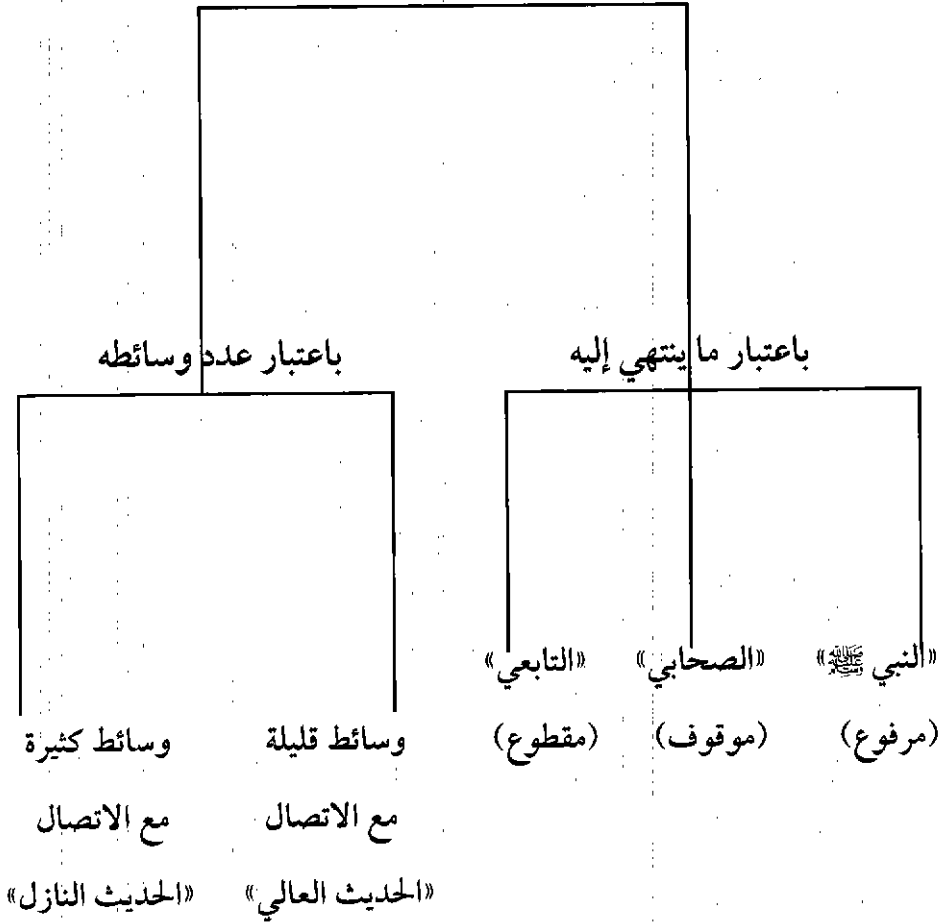 باعتبار ما ينتهي إليه
باعتبار عدد وسائطه
«النبي ﷺ»
«الصحابي»
«التابعي»
(مرفوع)
(موقوف)
(مقطوع)
وسائط قليلة
مع الاتصال
«الحديث العالي»
وسائط كثيرة
مع الاتصال
«الحديث النازل»